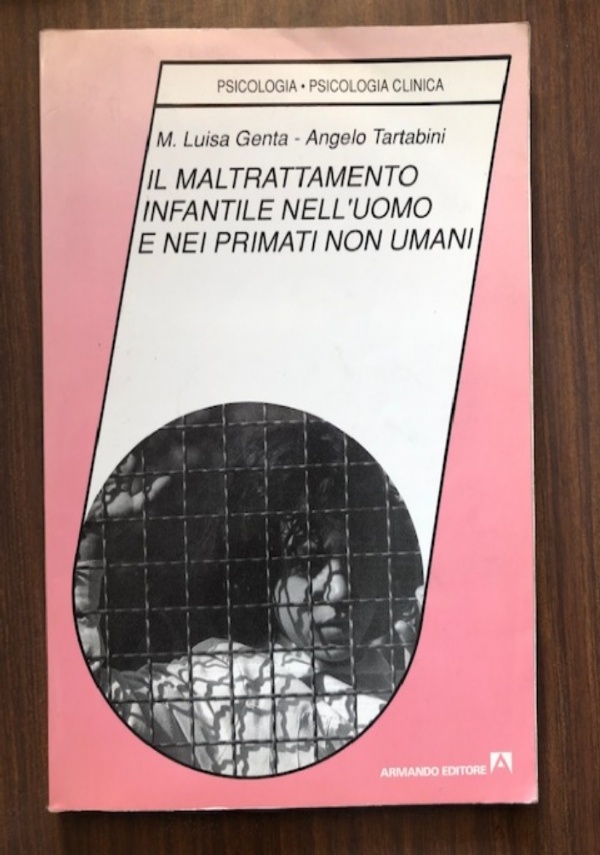 PSICOLOGIA • PSICOLOGIA CLINICA
M. Luisa Genta - Angelo Tartabini
IL MALTRATTAMENTO
INFANTILE NELL'UOMO
E NEI PRIMATI NON UMANI
ARMANDO EDITORE